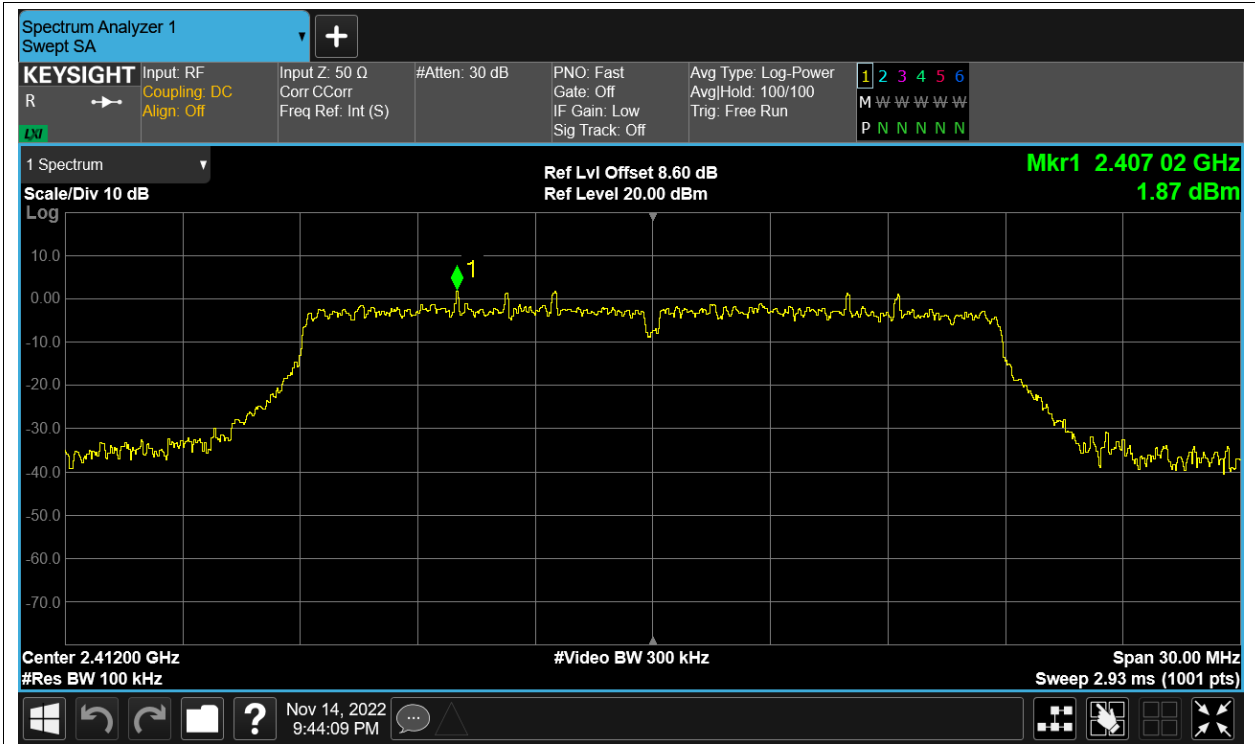 Spectrum Analyzer 1
Swept SA
KEYSIGHT
R
LXI
Input: RF
Coupling: DC
Align: Off
Input Z: 50 Ω
Corr CCorr
Freq Ref: Int (S)
#Atten: 30 dB
PNO: Fast
Gate: Off
IF Gain: Low
Sig Track: Off
Avg Type: Log-Power
Avg|Hold: 100/100
Trig: Free Run
1 2 3 4 5 6
M W W W W W
P N N N N N
1 Spectrum
Scale/Div 10 dB
Ref Lvl Offset 8.60 dB
Ref Level 20.00 dBm
Mkr1 2.407 02 GHz
1.87 dBm
Log
10.0
0.00
-10.0
-20.0
-30.0
-40.0
-50.0
-60.0
-70.0
1
Center 2.41200 GHz
#Res BW 100 kHz
#Video BW 300 kHz
Span 30.00 MHz
Sweep 2.93 ms (1001 pts)
?
Nov 14, 2022
9:44:09 PM